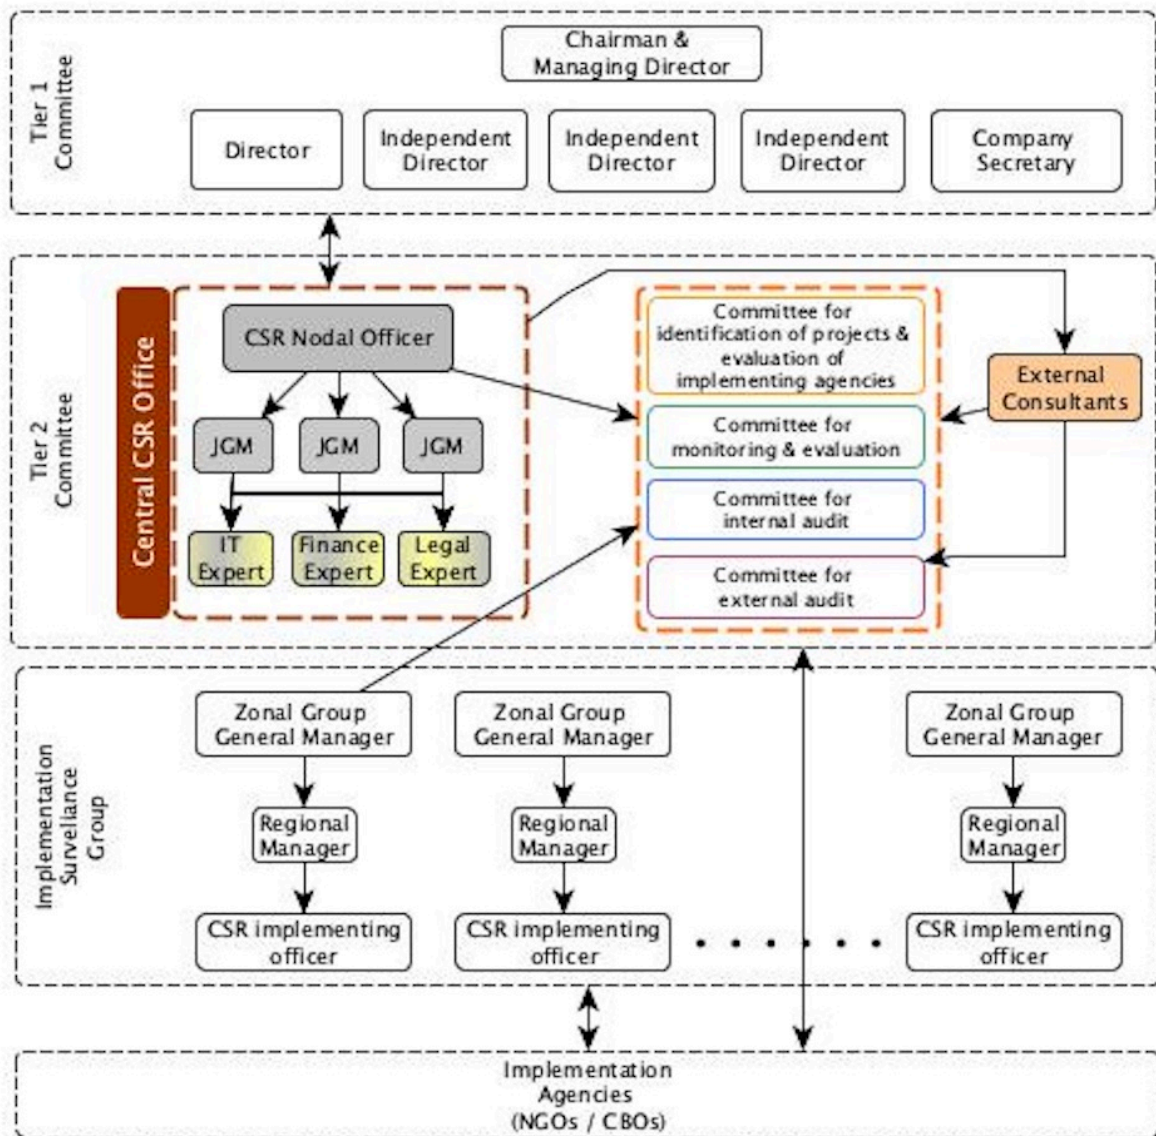 Tier 1
Committee
Chairman &
Managing Director
Director
Independent
Director
Independent
Director
Independent
Director
Company
Secretary
Tier 2
Committee
Central CSR Office
CSR Nodal Officer
JGM
JGM
JGM
IT
Expert
Finance
Expert
Legal
Expert
Committee for
identification of projects &
evaluation of
implementing agencies
Committee for
monitoring & evaluation
Committee for
internal audit
Committee for
external audit
External
Consultants
Implementation
Surveliance
Group
Zonal Group
General Manager
Regional
Manager
CSR implementing
officer
Zonal Group
General Manager
Regional
Manager
CSR implementing
officer
Zonal Group
General Manager
Regional
Manager
CSR implementing
officer
Implementation
Agencies
(NGOs / CBOs)